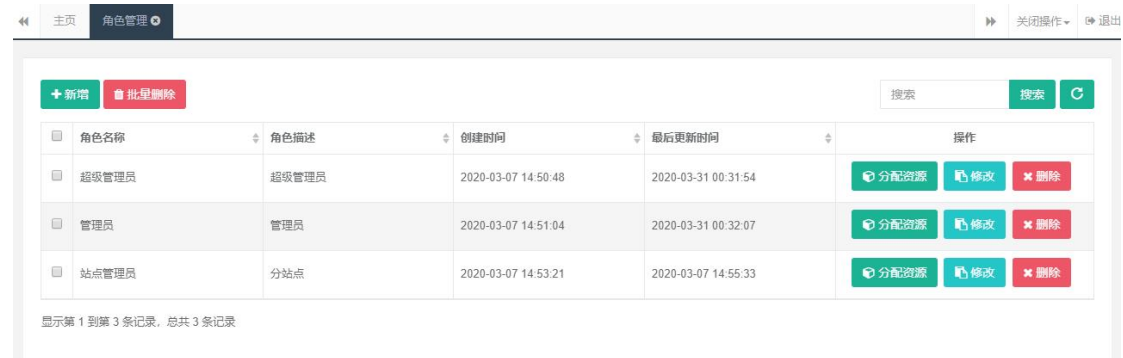 主页 角色管理 关闭操作 退出
新增 批量删除 搜索 搜索
角色名称 角色描述 创建时间 最后更新时间 操作
超级管理员 超级管理员 2020-03-07 14:50:48 2020-03-31 00:31:54 分配资源 修改 删除
管理员 管理员 2020-03-07 14:51:04 2020-03-31 00:32:07 分配资源 修改 删除
站点管理员 分站点 2020-03-07 14:53:21 2020-03-07 14:55:33 分配资源 修改 删除
显示第 1 到第 3 条记录，总共 3 条记录